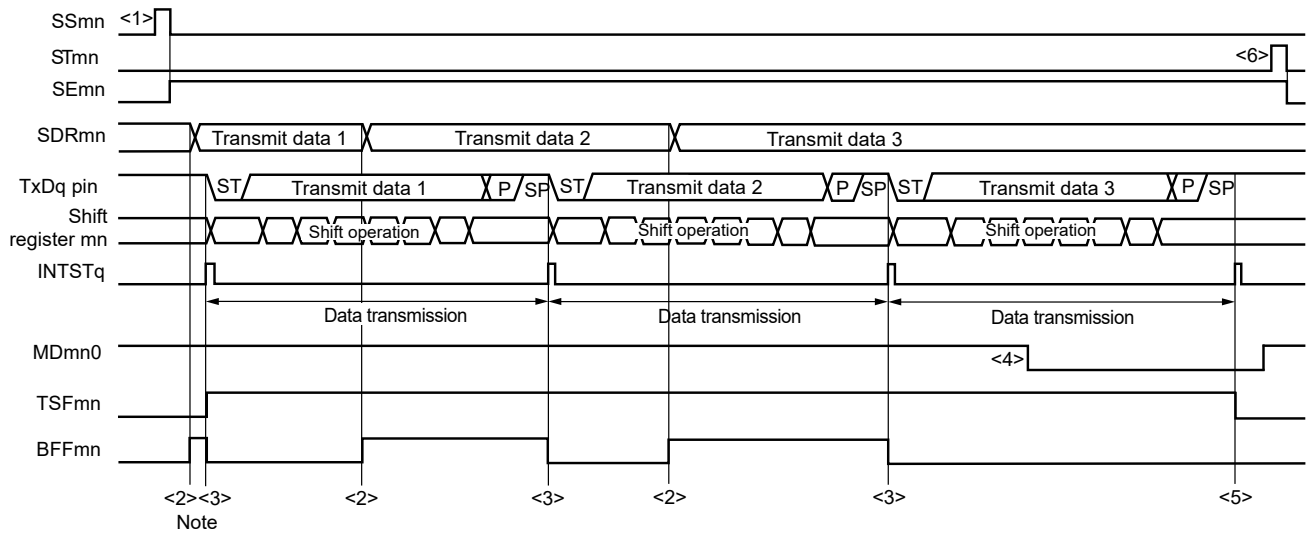 SSmn <1>
STmn <6>
SEmn
SDRmn Transmit data 1 Transmit data 2 Transmit data 3
TxDq pin ST Transmit data 1 P SP ST Transmit data 2 P SP ST Transmit data 3 P SP
Shift
register mn Shift operation Shift operation Shift operation
INTSTq
Data transmission Data transmission Data transmission
MDmn0 <4>
TSFmn
BFFmn
<2><3> <2> <3> <2> <3> <5>
Note